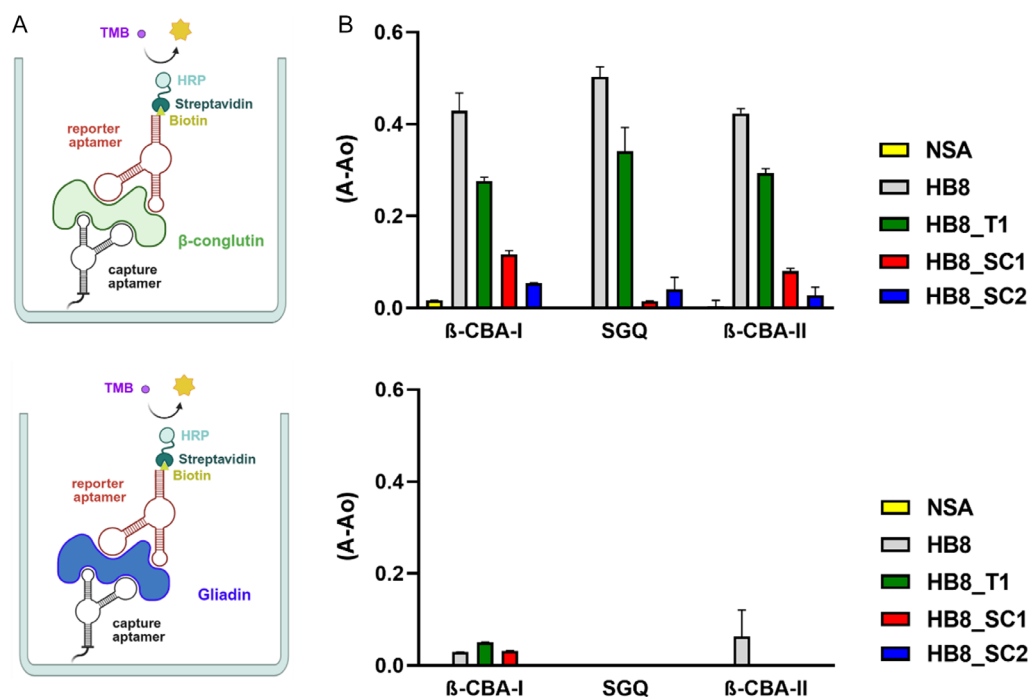 A
TMB
HRP
Streptavidin
Biotin
reporter
aptamer
β-conglutin
capture
aptamer
B
0.6
0.4
0.2
0.0
(A-Ao)
ß-CBA-I
SGQ
ß-CBA-II
NSA
HB8
HB8_T1
HB8_SC1
HB8_SC2
TMB
HRP
Streptavidin
Biotin
reporter
aptamer
Gliadin
capture
aptamer
0.6
0.4
0.2
0.0
(A-Ao)
ß-CBA-I
SGQ
ß-CBA-II
NSA
HB8
HB8_T1
HB8_SC1
HB8_SC2